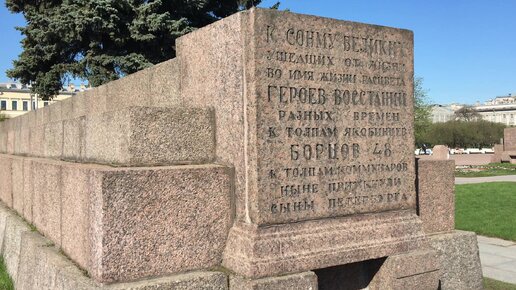 К СОНМУ ВЕЛИКИХ
УШЕДШИХ ОТ ЖИЗНИ
ВО ИМЯ ЖИЗНИ РАСЦВЕТА
ГЕРОЕВ ВОССТАНИЙ
РАЗНЫХ ВРЕМЕН
К ТОЛПАМ ЯКОБИНЦЕВ
БОРЦОВ 48
К ТОЛПАМ КОММУНАРОВ
НЫНЕ ПРИМКНУЛИ
СЫНЫ ПЕТЕРБУРГА